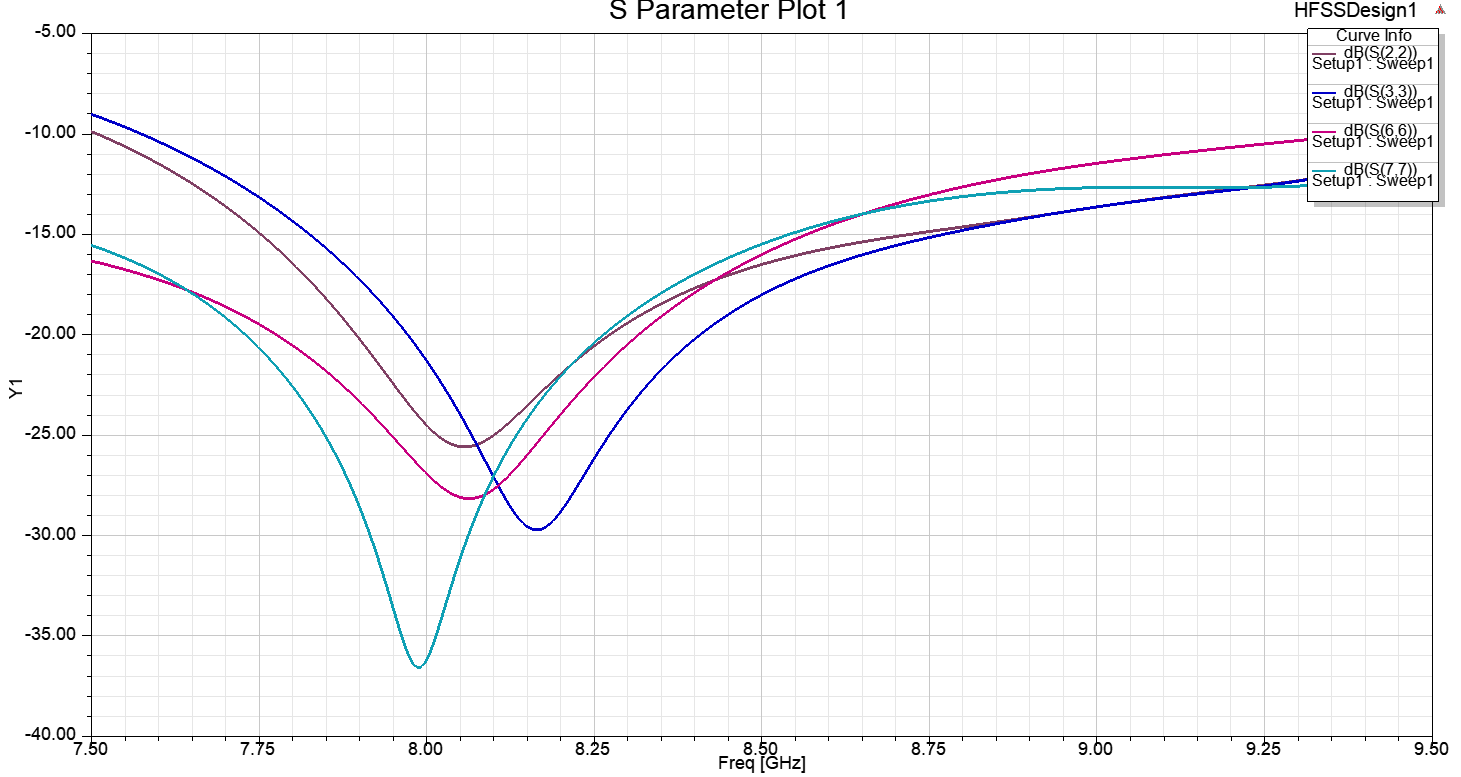 S Parameter Plot 1
HFSSDesign1
Curve Info
dB(S(2,2))
Setup1 : Sweep1
dB(S(3,3))
Setup1 : Sweep1
dB(S(6,6))
Setup1 : Sweep1
dB(S(7,7))
Setup1 : Sweep1
-5.00
-10.00
-15.00
-20.00
-25.00
-30.00
-35.00
-40.00
Y1
7.50 7.75 8.00 8.25 8.50 8.75 9.00 9.25 9.50
Freq [GHz]